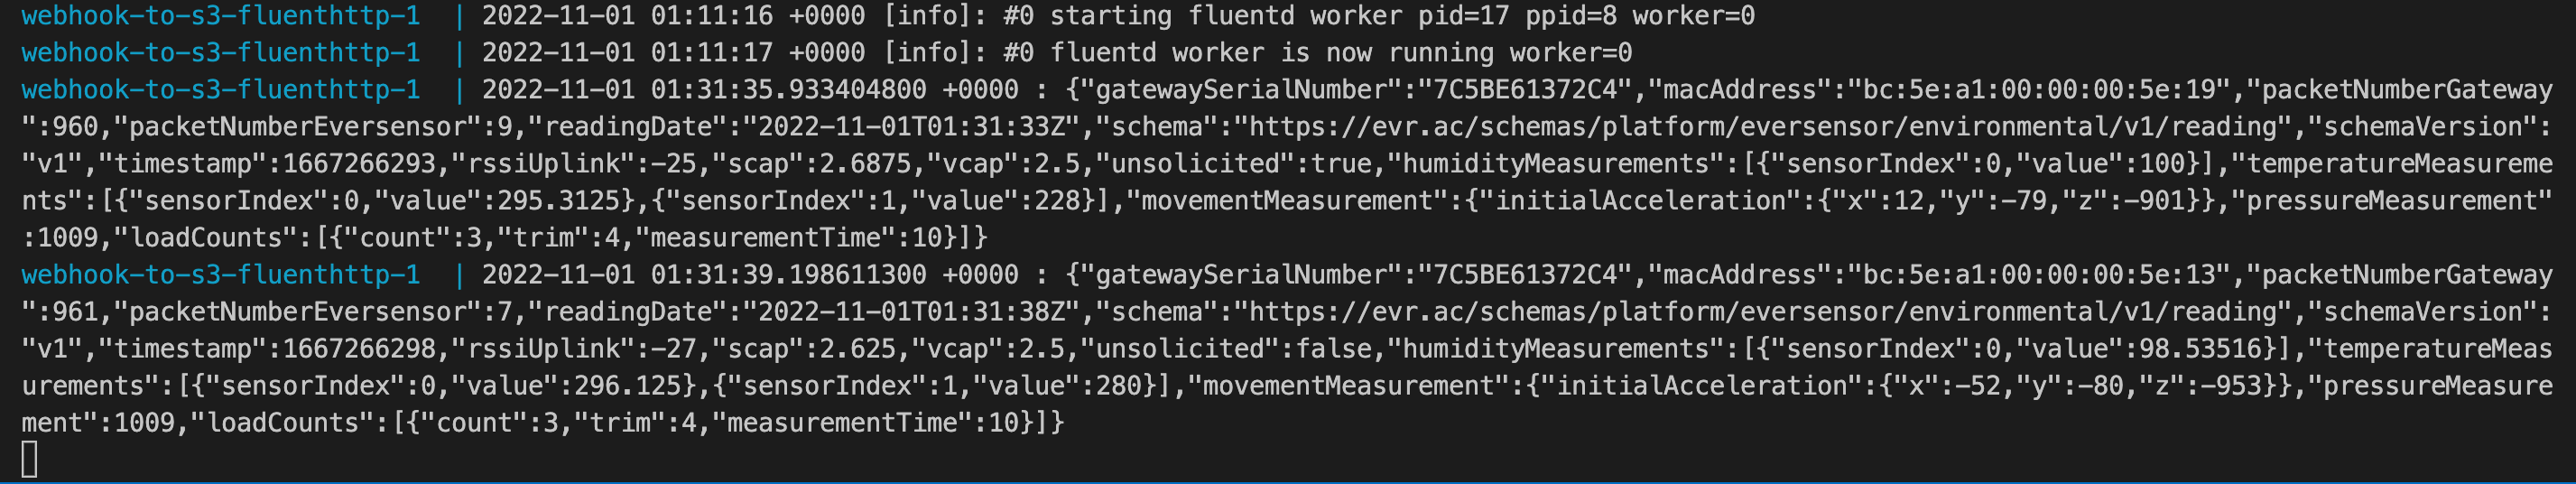 webhook-to-s3-fluenthttp-1  | 2022-11-01 01:11:16 +0000 [info]: #0 starting fluentd worker pid=17 ppid=8 worker=0
webhook-to-s3-fluenthttp-1  | 2022-11-01 01:11:17 +0000 [info]: #0 fluentd worker is now running worker=0
webhook-to-s3-fluenthttp-1  | 2022-11-01 01:31:35.933404800 +0000 : {"gatewaySerialNumber":"7C5BE61372C4","macAddress":"bc:5e:a1:00:00:00:5e:19","packetNumberGateway
":960,"packetNumberEversensor":9,"readingDate":"2022-11-01T01:31:33Z","schema":"https://evr.ac/schemas/platform/eversensor/environmental/v1/reading","schemaVersion":
"v1","timestamp":1667266293,"rssiUplink":-25,"scap":2.6875,"vcap":2.5,"unsolicited":true,"humidityMeasurements":[{"sensorIndex":0,"value":100}],"temperatureMeasureme
nts":[{"sensorIndex":0,"value":295.3125},{"sensorIndex":1,"value":228}],"movementMeasurement":{"initialAcceleration":{"x":12,"y":-79,"z":-901}},"pressureMeasurement"
:1009,"loadCounts":[{"count":3,"trim":4,"measurementTime":10}]}
webhook-to-s3-fluenthttp-1  | 2022-11-01 01:31:39.198611300 +0000 : {"gatewaySerialNumber":"7C5BE61372C4","macAddress":"bc:5e:a1:00:00:00:5e:13","packetNumberGateway
":961,"packetNumberEversensor":7,"readingDate":"2022-11-01T01:31:38Z","schema":"https://evr.ac/schemas/platform/eversensor/environmental/v1/reading","schemaVersion":
"v1","timestamp":1667266298,"rssiUplink":-27,"scap":2.625,"vcap":2.5,"unsolicited":false,"humidityMeasurements":[{"sensorIndex":0,"value":98.53516}],"temperatureMeas
urements":[{"sensorIndex":0,"value":296.125},{"sensorIndex":1,"value":280}],"movementMeasurement":{"initialAcceleration":{"x":-52,"y":-80,"z":-953}},"pressureMeasure
ment":1009,"loadCounts":[{"count":3,"trim":4,"measurementTime":10}]}